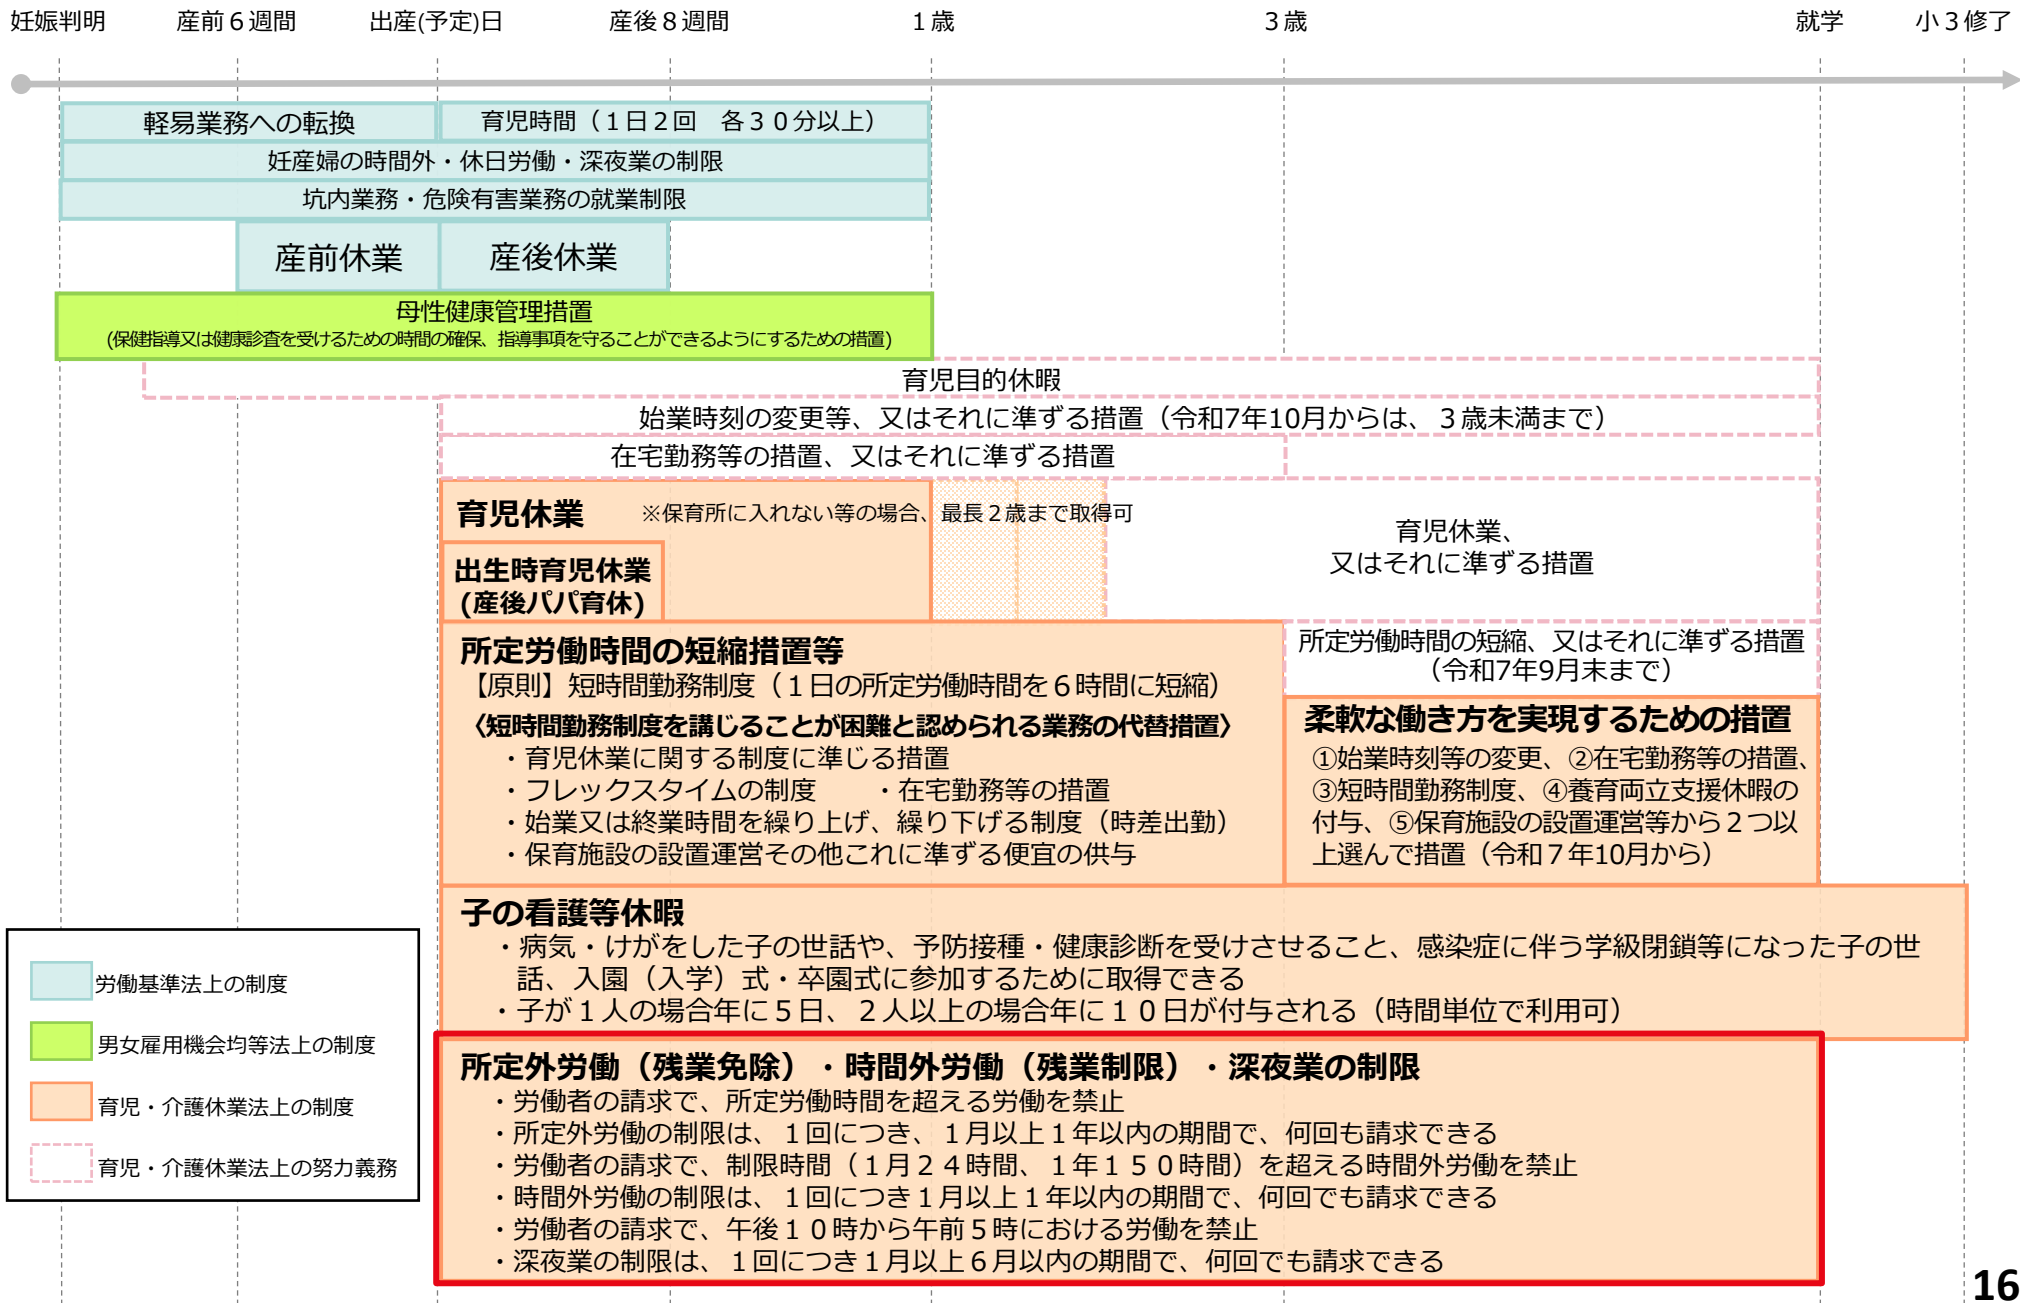 妊娠判明
産前６週間
出産(予定)日
産後８週間
１歳
３歳
就学
小３修了
軽易業務への転換
育児時間（１日２回　各３０分以上）
妊産婦の時間外・休日労働・深夜業の制限
坑内業務・危険有害業務の就業制限
産前休業
産後休業
母性健康管理措置
(保健指導又は健康診査を受けるための時間の確保、指導事項を守ることができるようにするための措置)
育児目的休暇
始業時刻の変更等、又はそれに準ずる措置（令和7年10月からは、３歳未満まで）
在宅勤務等の措置、又はそれに準ずる措置
育児休業
※保育所に入れない等の場合、最長２歳まで取得可
出生時育児休業
(産後パパ育休)
育児休業、
又はそれに準ずる措置
所定労働時間の短縮措置等
【原則】短時間勤務制度（１日の所定労働時間を６時間に短縮）
〈短時間勤務制度を講じることが困難と認められる業務の代替措置〉
・育児休業に関する制度に準じる措置
・フレックスタイムの制度　　・在宅勤務等の措置
・始業又は終業時間を繰り上げ、繰り下げる制度（時差出勤）
・保育施設の設置運営その他これに準ずる便宜の供与
所定労働時間の短縮、又はそれに準ずる措置
（令和7年9月末まで）
柔軟な働き方を実現するための措置
①始業時刻等の変更、②在宅勤務等の措置、
③短時間勤務制度、④養育両立支援休暇の
付与、⑤保育施設の設置運営等から２つ以
上選んで措置（令和７年10月から）
子の看護等休暇
・病気・けがをした子の世話や、予防接種・健康診断を受けさせること、感染症に伴う学級閉鎖等になった子の世
話、入園（入学）式・卒園式に参加するために取得できる
・子が１人の場合年に５日、２人以上の場合年に１０日が付与される（時間単位で利用可）
所定外労働（残業免除）・時間外労働（残業制限）・深夜業の制限
・労働者の請求で、所定労働時間を超える労働を禁止
・所定外労働の制限は、１回につき、１月以上１年以内の期間で、何回も請求できる
・労働者の請求で、制限時間（１月２４時間、１年１５０時間）を超える時間外労働を禁止
・時間外労働の制限は、１回につき１月以上１年以内の期間で、何回でも請求できる
・労働者の請求で、午後１０時から午前５時における労働を禁止
・深夜業の制限は、１回につき１月以上６月以内の期間で、何回でも請求できる
労働基準法上の制度
男女雇用機会均等法上の制度
育児・介護休業法上の制度
育児・介護休業法上の努力義務
16